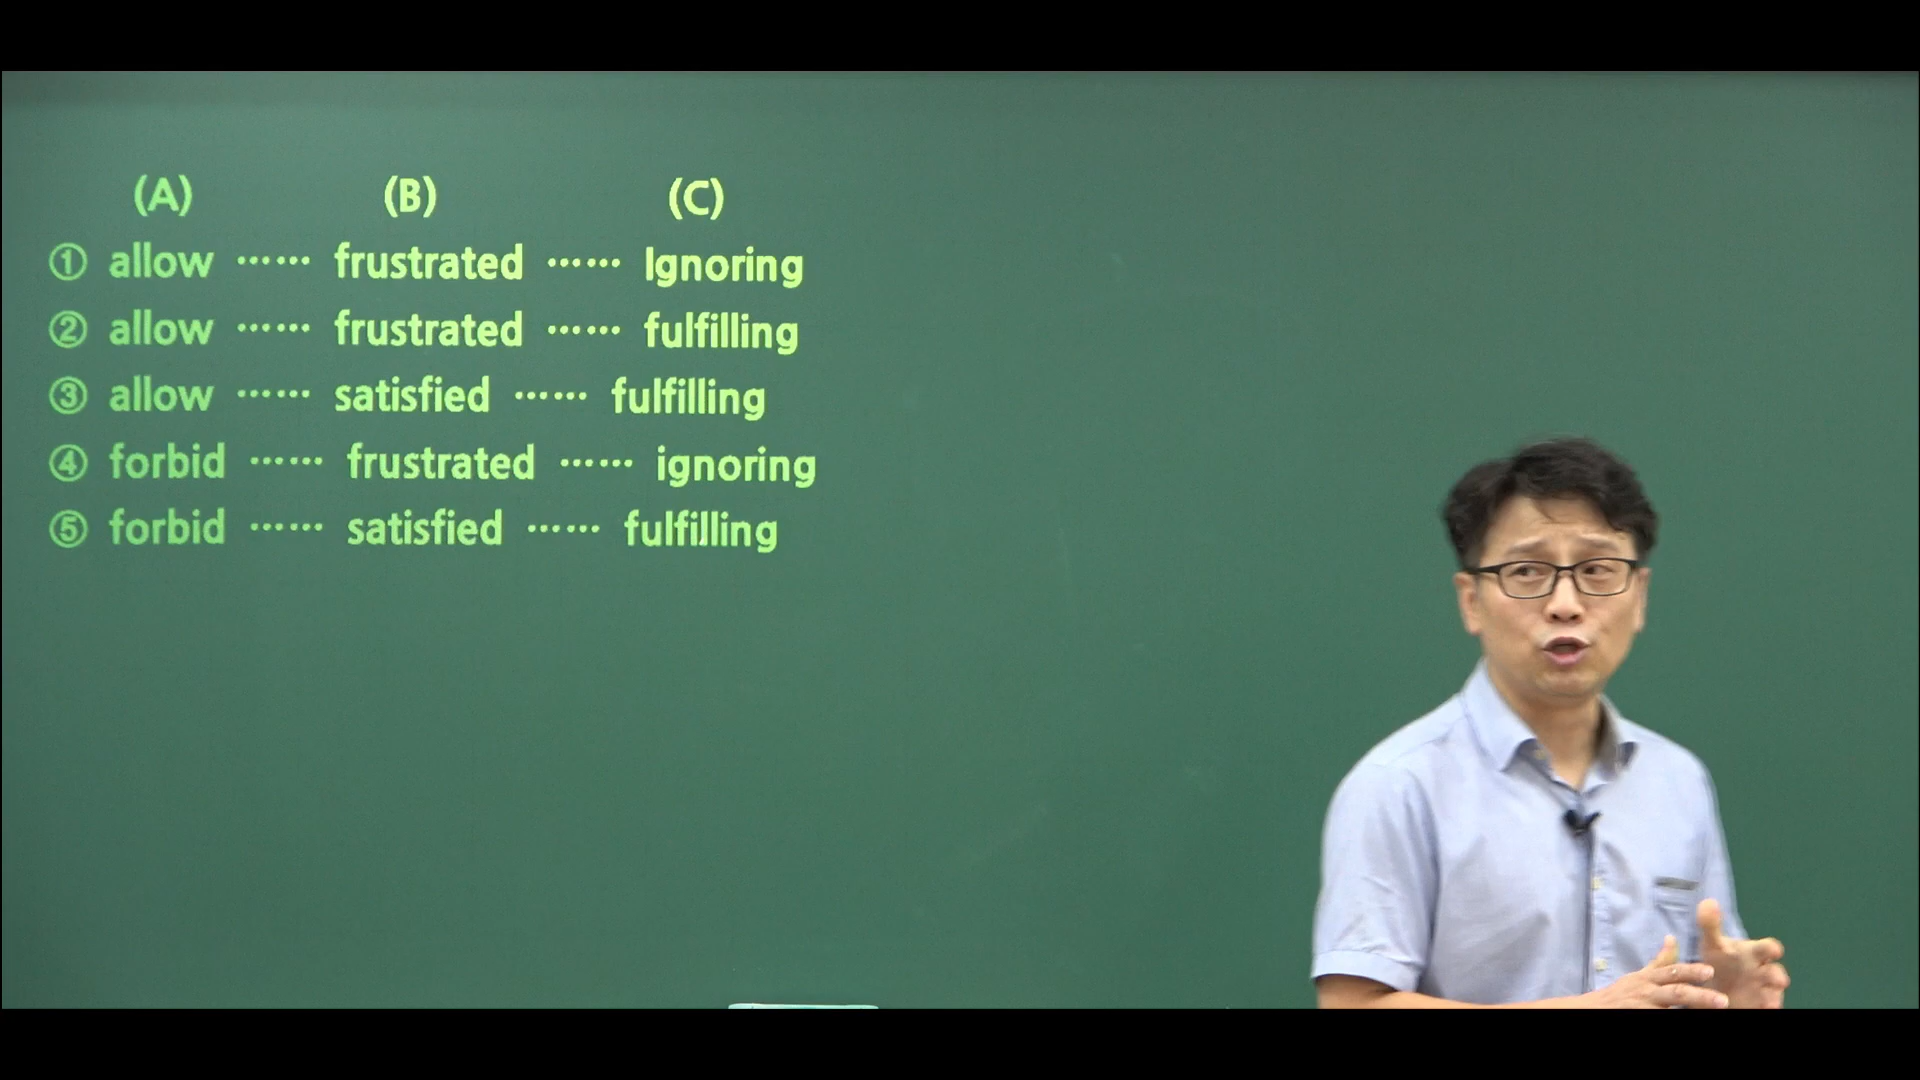 (A) (B) (C)
① allow …… frustrated …… Ignoring
② allow …… frustrated …… fulfilling
③ allow …… satisfied …… fulfilling
④ forbid …… frustrated …… ignoring
⑤ forbid …… satisfied …… fulfilling